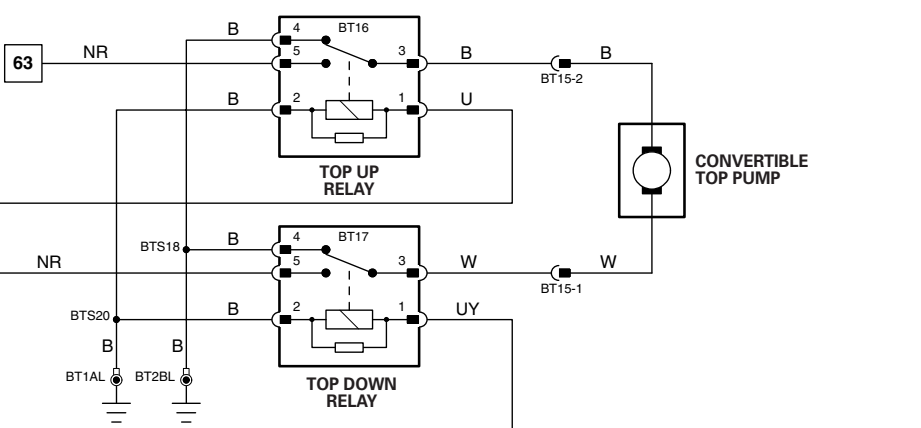 B
4
BT16
63
NR
5
3
B
B
BT15-2
B
2
1
U
TOP UP
RELAY
CONVERTIBLE
TOP PUMP
BTS18
B
4
BT17
NR
5
3
W
W
BT15-1
BTS20
B
2
1
UY
B
B
BT1AL
BT2BL
TOP DOWN
RELAY